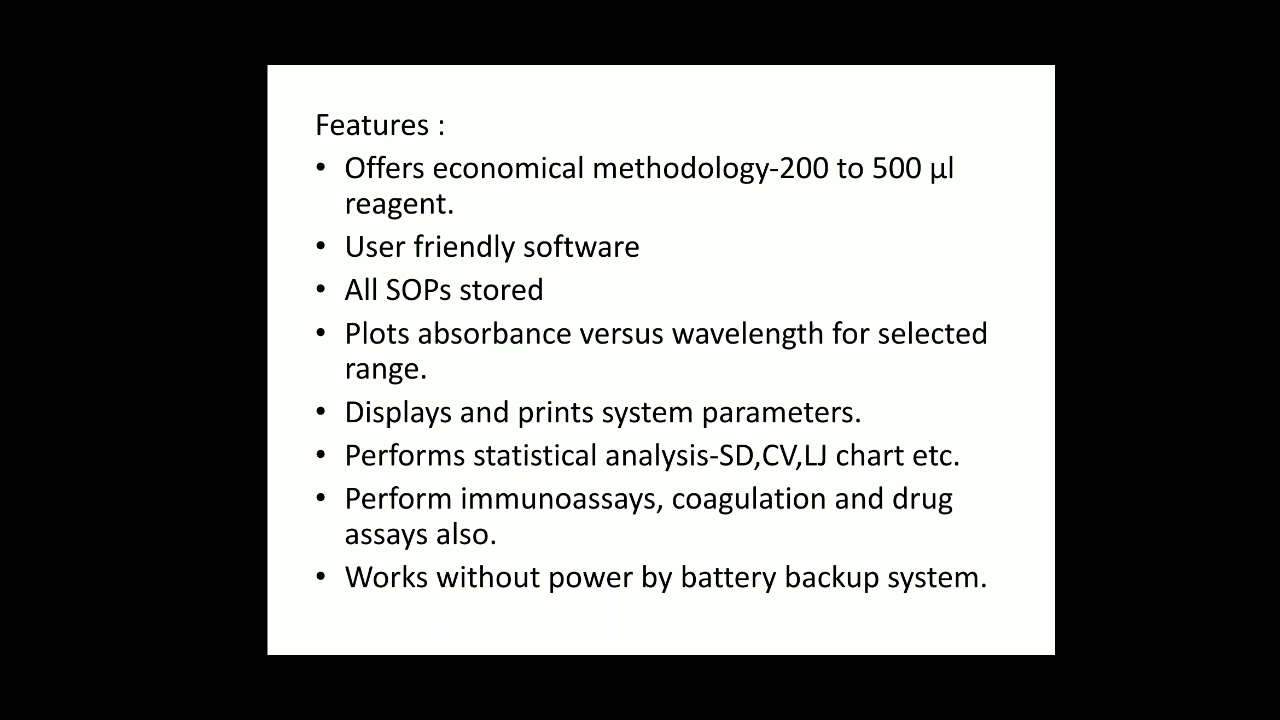 Features :
• Offers economical methodology-200 to 500 µl
reagent.
• User friendly software
• All SOPs stored
• Plots absorbance versus wavelength for selected
range.
• Displays and prints system parameters.
• Performs statistical analysis-SD,CV,LJ chart etc.
• Perform immunoassays, coagulation and drug
assays also.
• Works without power by battery backup system.